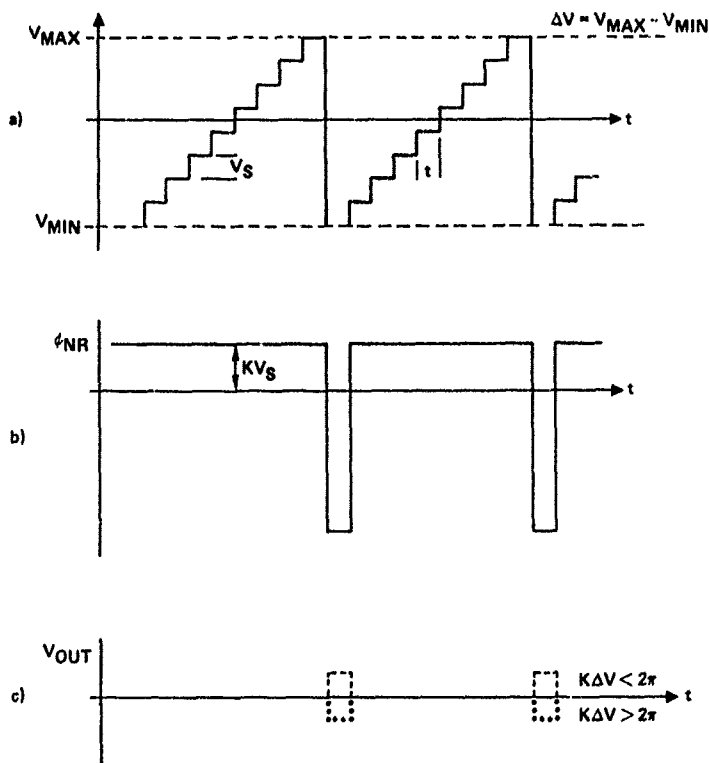 VMAX
ΔV = VMAX - VMIN
a)
t
VS
t
VMIN
ϕNR
KVS
t
b)
VOUT
KΔV < 2π
c)
t
KΔV > 2π